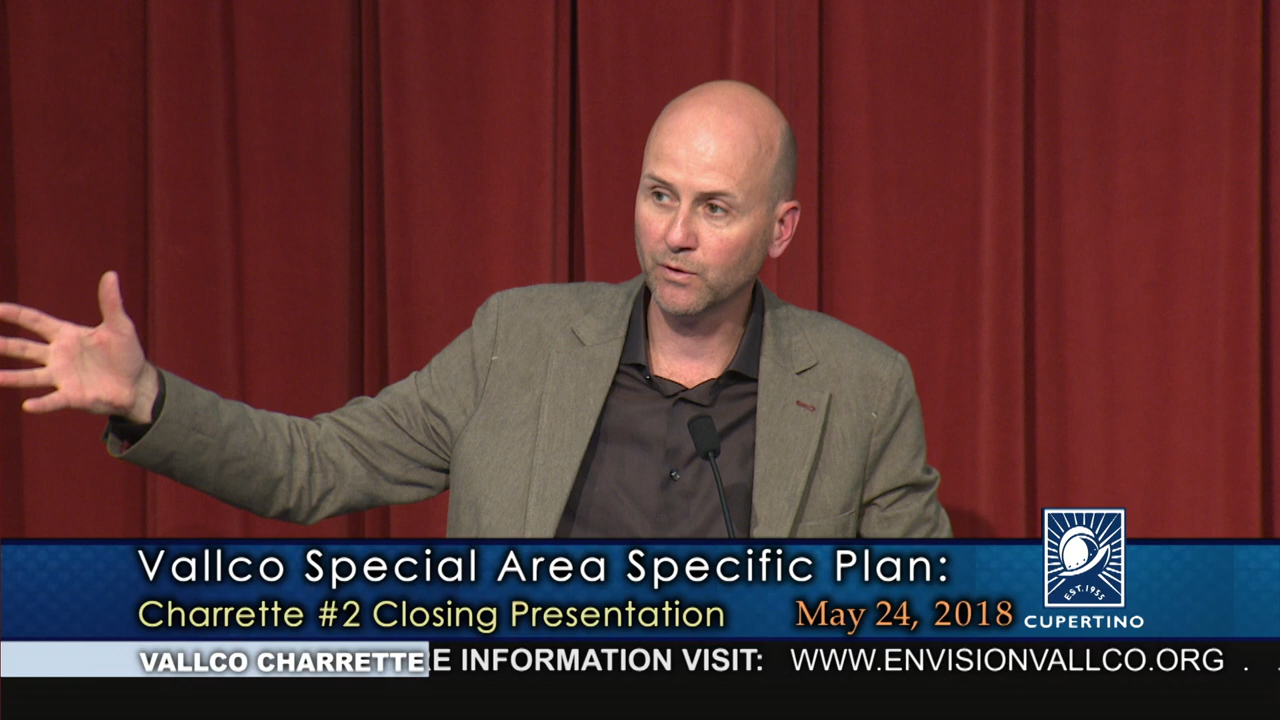 Vallco Special Area Specific Plan:
Charrette #2 Closing Presentation May 24, 2018
EST. 1955
CUPERTINO
VALLCO CHARRETTE
E INFORMATION VISIT: WWW.ENVISIONVALLCO.ORG .